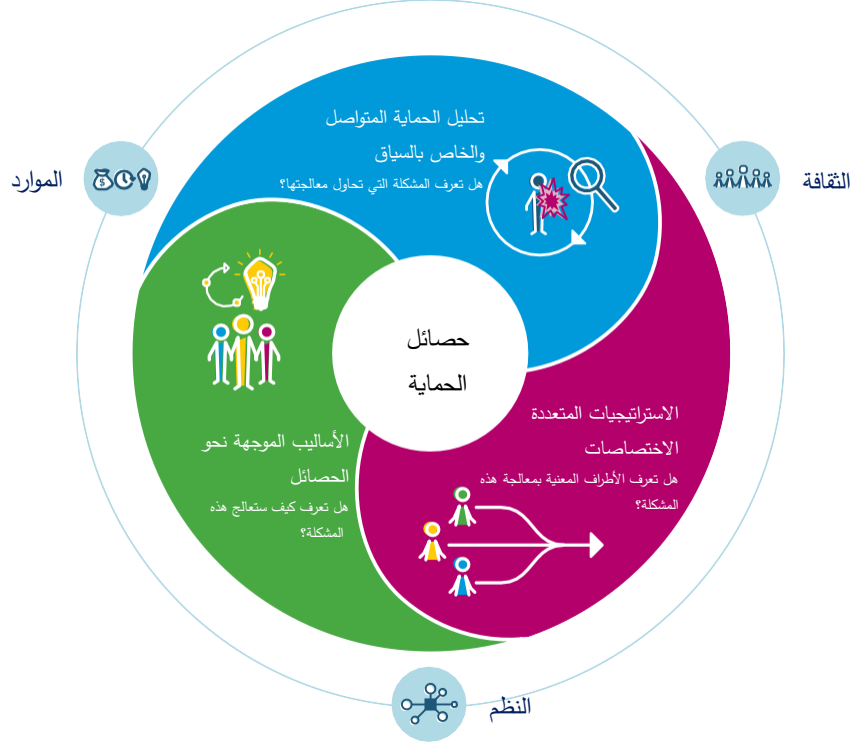 تحليل الحماية المتواصل
والخاص بالسياق
هل تعرف المشكلة التي تحاول معالجتها؟
الثقافة
الموارد
حصائل
الحماية
الاستراتيجيات المتعددة
الاختصاصات
هل تعرف الأطراف المعنية بمعالجة هذه
المشكلة؟
الأساليب الموجهة نحو
الحصائل
هل تعرف كيف ستعالج هذه
المشكلة؟
النظم
$